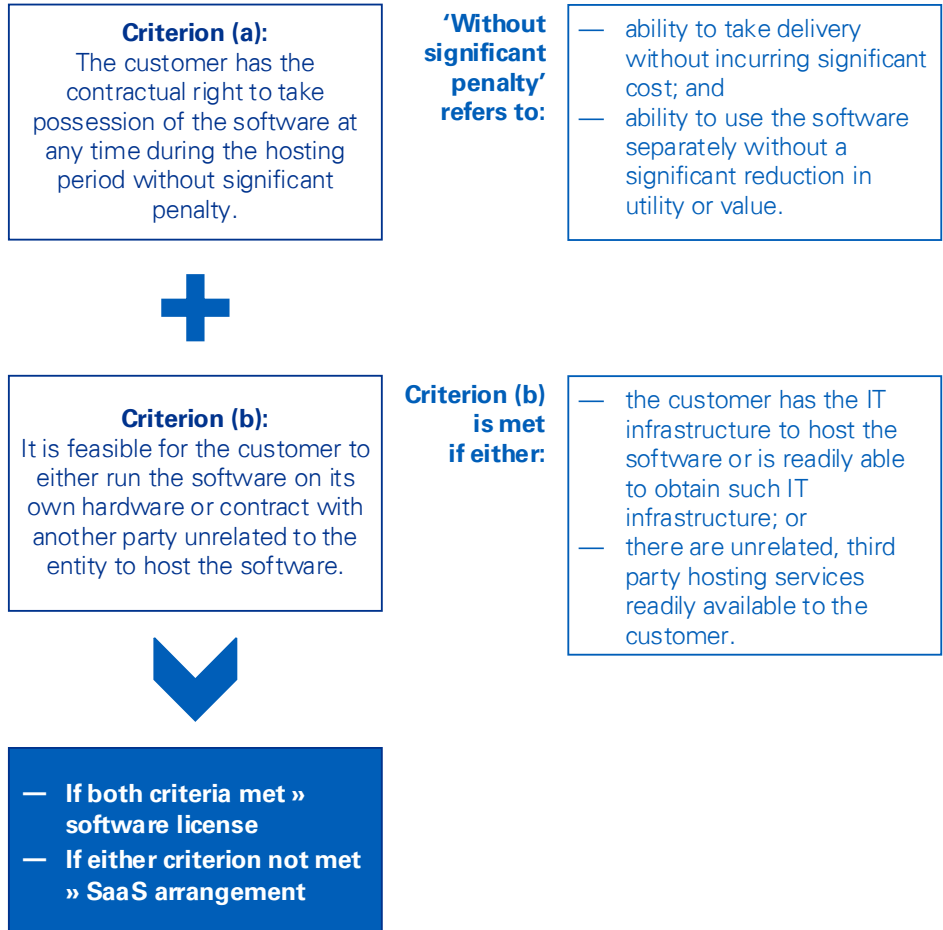 Criterion (a):
The customer has the
contractual right to take
possession of the software at
any time during the hosting
period without significant
penalty.
'Without
significant
penalty'
refers to:
— ability to take delivery
without incurring significant
cost; and
— ability to use the software
separately without a
significant reduction in
utility or value.
Criterion (b):
It is feasible for the customer to
either run the software on its
own hardware or contract with
another party unrelated to the
entity to host the software.
Criterion (b)
is met
if either:
— the customer has the IT
infrastructure to host the
software or is readily able
to obtain such IT
infrastructure; or
— there are unrelated, third
party hosting services
readily available to the
customer.
— If both criteria met »
software license
— If either criterion not met
» SaaS arrangement